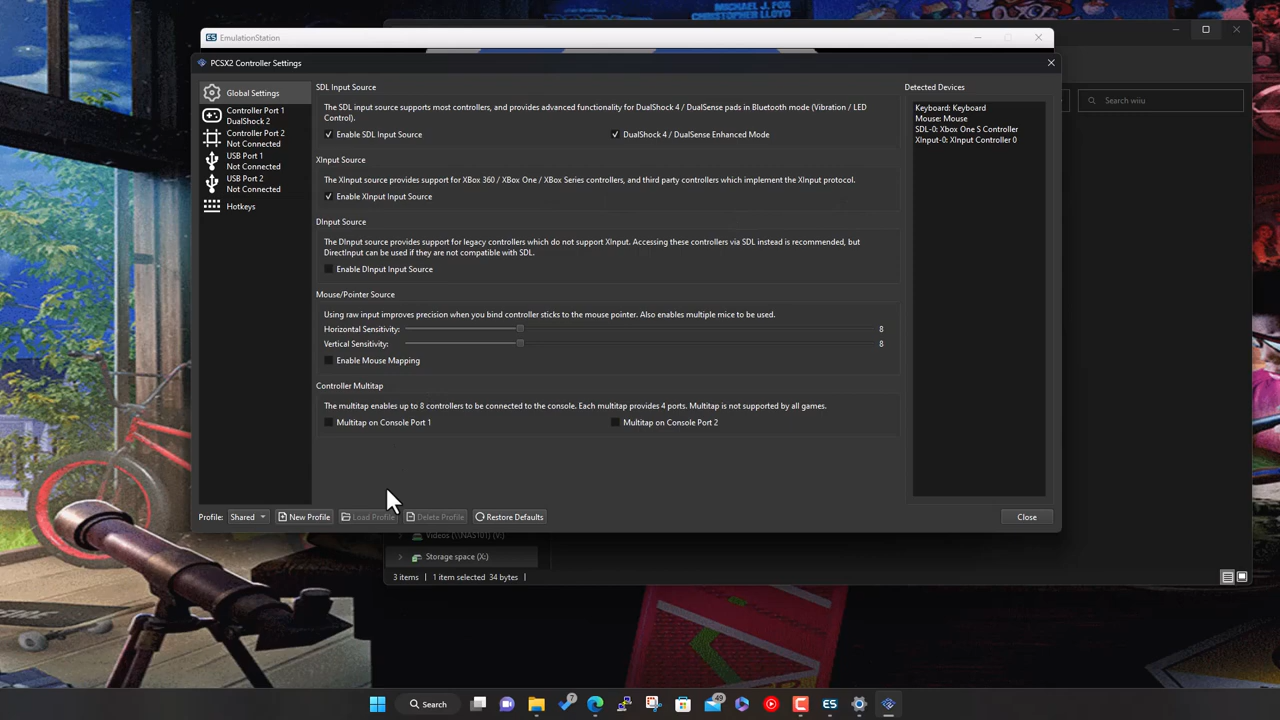 MICHAEL J. FOX
CHRISTOPHER LLOYD
EmulationStation
PCSX2 Controller Settings
Global Settings
Controller Port 1
DualShock 2
Controller Port 2
Not Connected
USB Port 1
Not Connected
USB Port 2
Not Connected
Hotkeys
SDL Input Source
The SDL input source supports most controllers, and provides advanced functionality for DualShock 4 / DualSense pads in Bluetooth mode (Vibration / LED
Control).
Enable SDL Input Source
DualShock 4 / DualSense Enhanced Mode
XInput Source
The XInput source provides support for XBox 360 / XBox One / XBox Series controllers, and third party controllers which implement the XInput protocol.
Enable XInput Input Source
DInput Source
The DInput source provides support for legacy controllers which do not support XInput. Accessing these controllers via SDL instead is recommended, but
DirectInput can be used if they are not compatible with SDL.
Enable DInput Input Source
Mouse/Pointer Source
Using raw input improves precision when you bind controller sticks to the mouse pointer. Also enables multiple mice to be used.
Horizontal Sensitivity: 8
Vertical Sensitivity: 8
Enable Mouse Mapping
Controller Multitap
The multitap enables up to 8 controllers to be connected to the console. Each multitap provides 4 ports. Multitap is not supported by all games.
Multitap on Console Port 1
Multitap on Console Port 2
Detected Devices
Keyboard: Keyboard
Mouse: Mouse
SDL-0: Xbox One S Controller
XInput-0: XInput Controller 0
Search wiiu
Profile: Shared
New Profile
Load Profile
Delete Profile
Restore Defaults
Close
Videos (\\NAS101) (V:)
Storage space (X:)
3 items
1 item selected 34 bytes
Search
7
49
ES